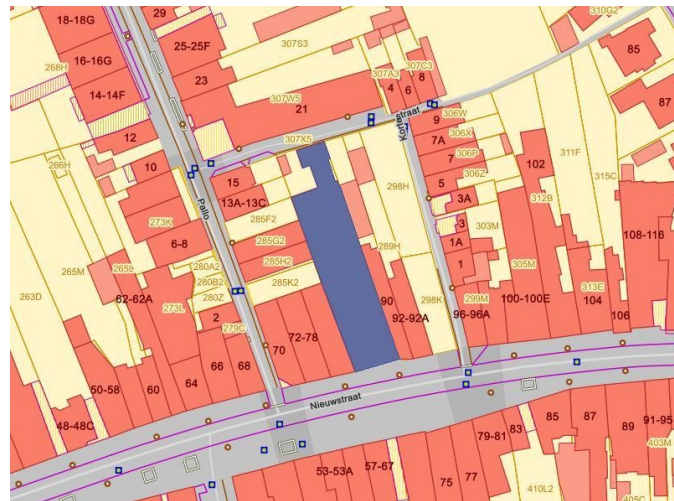 18-18G
29
310G2
268H
25-25F
307S3
85
16-16G
307C3
307A3
8
14-14F
23
4
6
87
307W5
21
straat
306W
9
12
307X5
Korte
306X
7A
102
311F
266H
10
306P
7
298H
315C
15
306Z
5
312B
13A-13C
3A
Pallo
273K
285F2
3
303M
6-8
285G2
289H
1A
108-116
265M
265L
280A2
285H2
305M
1
263D
280B2
285K2
313E
62-62A
280Z
90
298K
299M
100-100E
104
273L
2
279C
92-92A
96-96A
106
72-78
70
66
68
64
50-58
60
Nieuwstraat
48-48C
85
87
91-95
83
89
79-81
403M
57-67
53-53A
75
77
410L2
405C